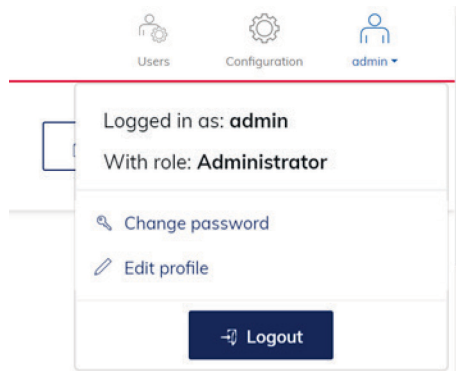 Users Configuration admin
Logged in as: admin
With role: Administrator
Change password
Edit profile
Logout